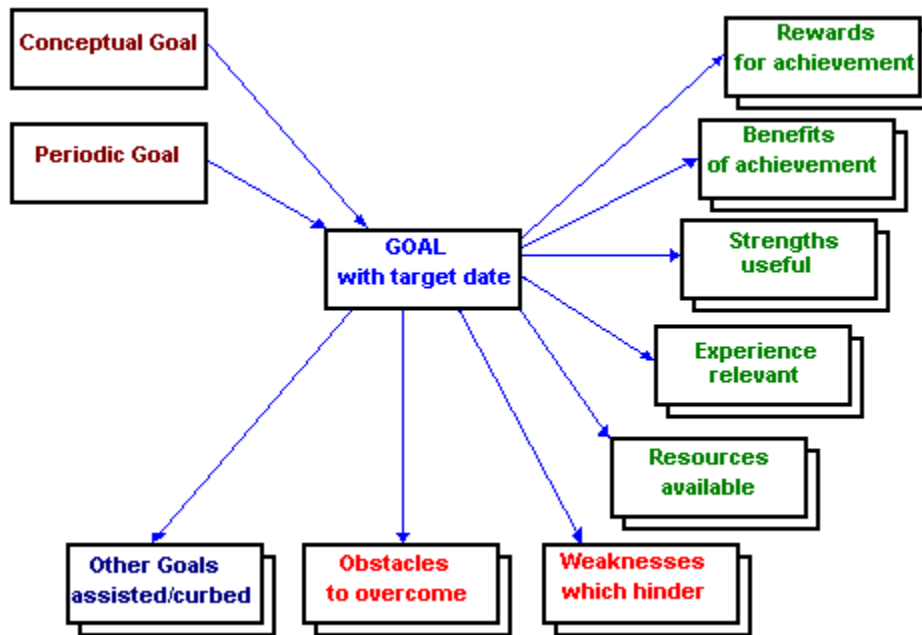 Conceptual Goal
Periodic Goal
GOAL
with target date
Rewards
for achievement
Benefits
of achievement
Strengths
useful
Experience
relevant
Resources
available
Other Goals
assisted/curbed
Obstacles
to overcome
Weaknesses
which hinder